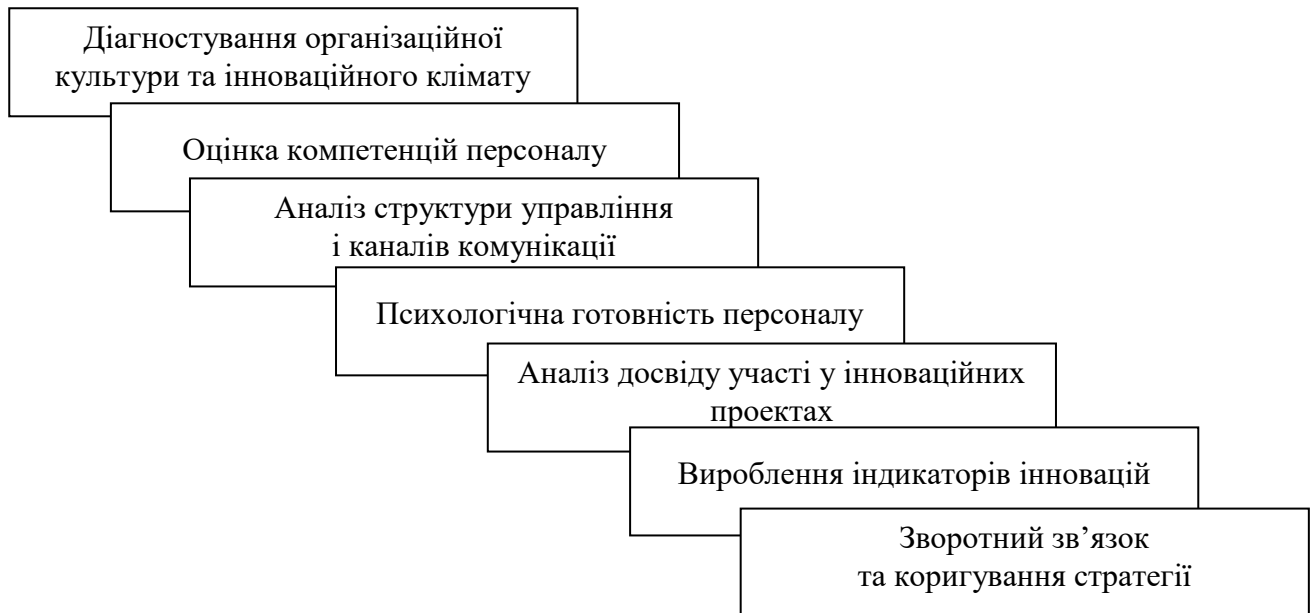 Діагностування організаційної
культури та інноваційного клімату
Оцінка компетенцій персоналу
Аналіз структури управління
і каналів комунікації
Психологічна готовність персоналу
Аналіз досвіду участі у інноваційних
проектах
Вироблення індикаторів інновацій
Зворотний зв’язок
та коригування стратегії